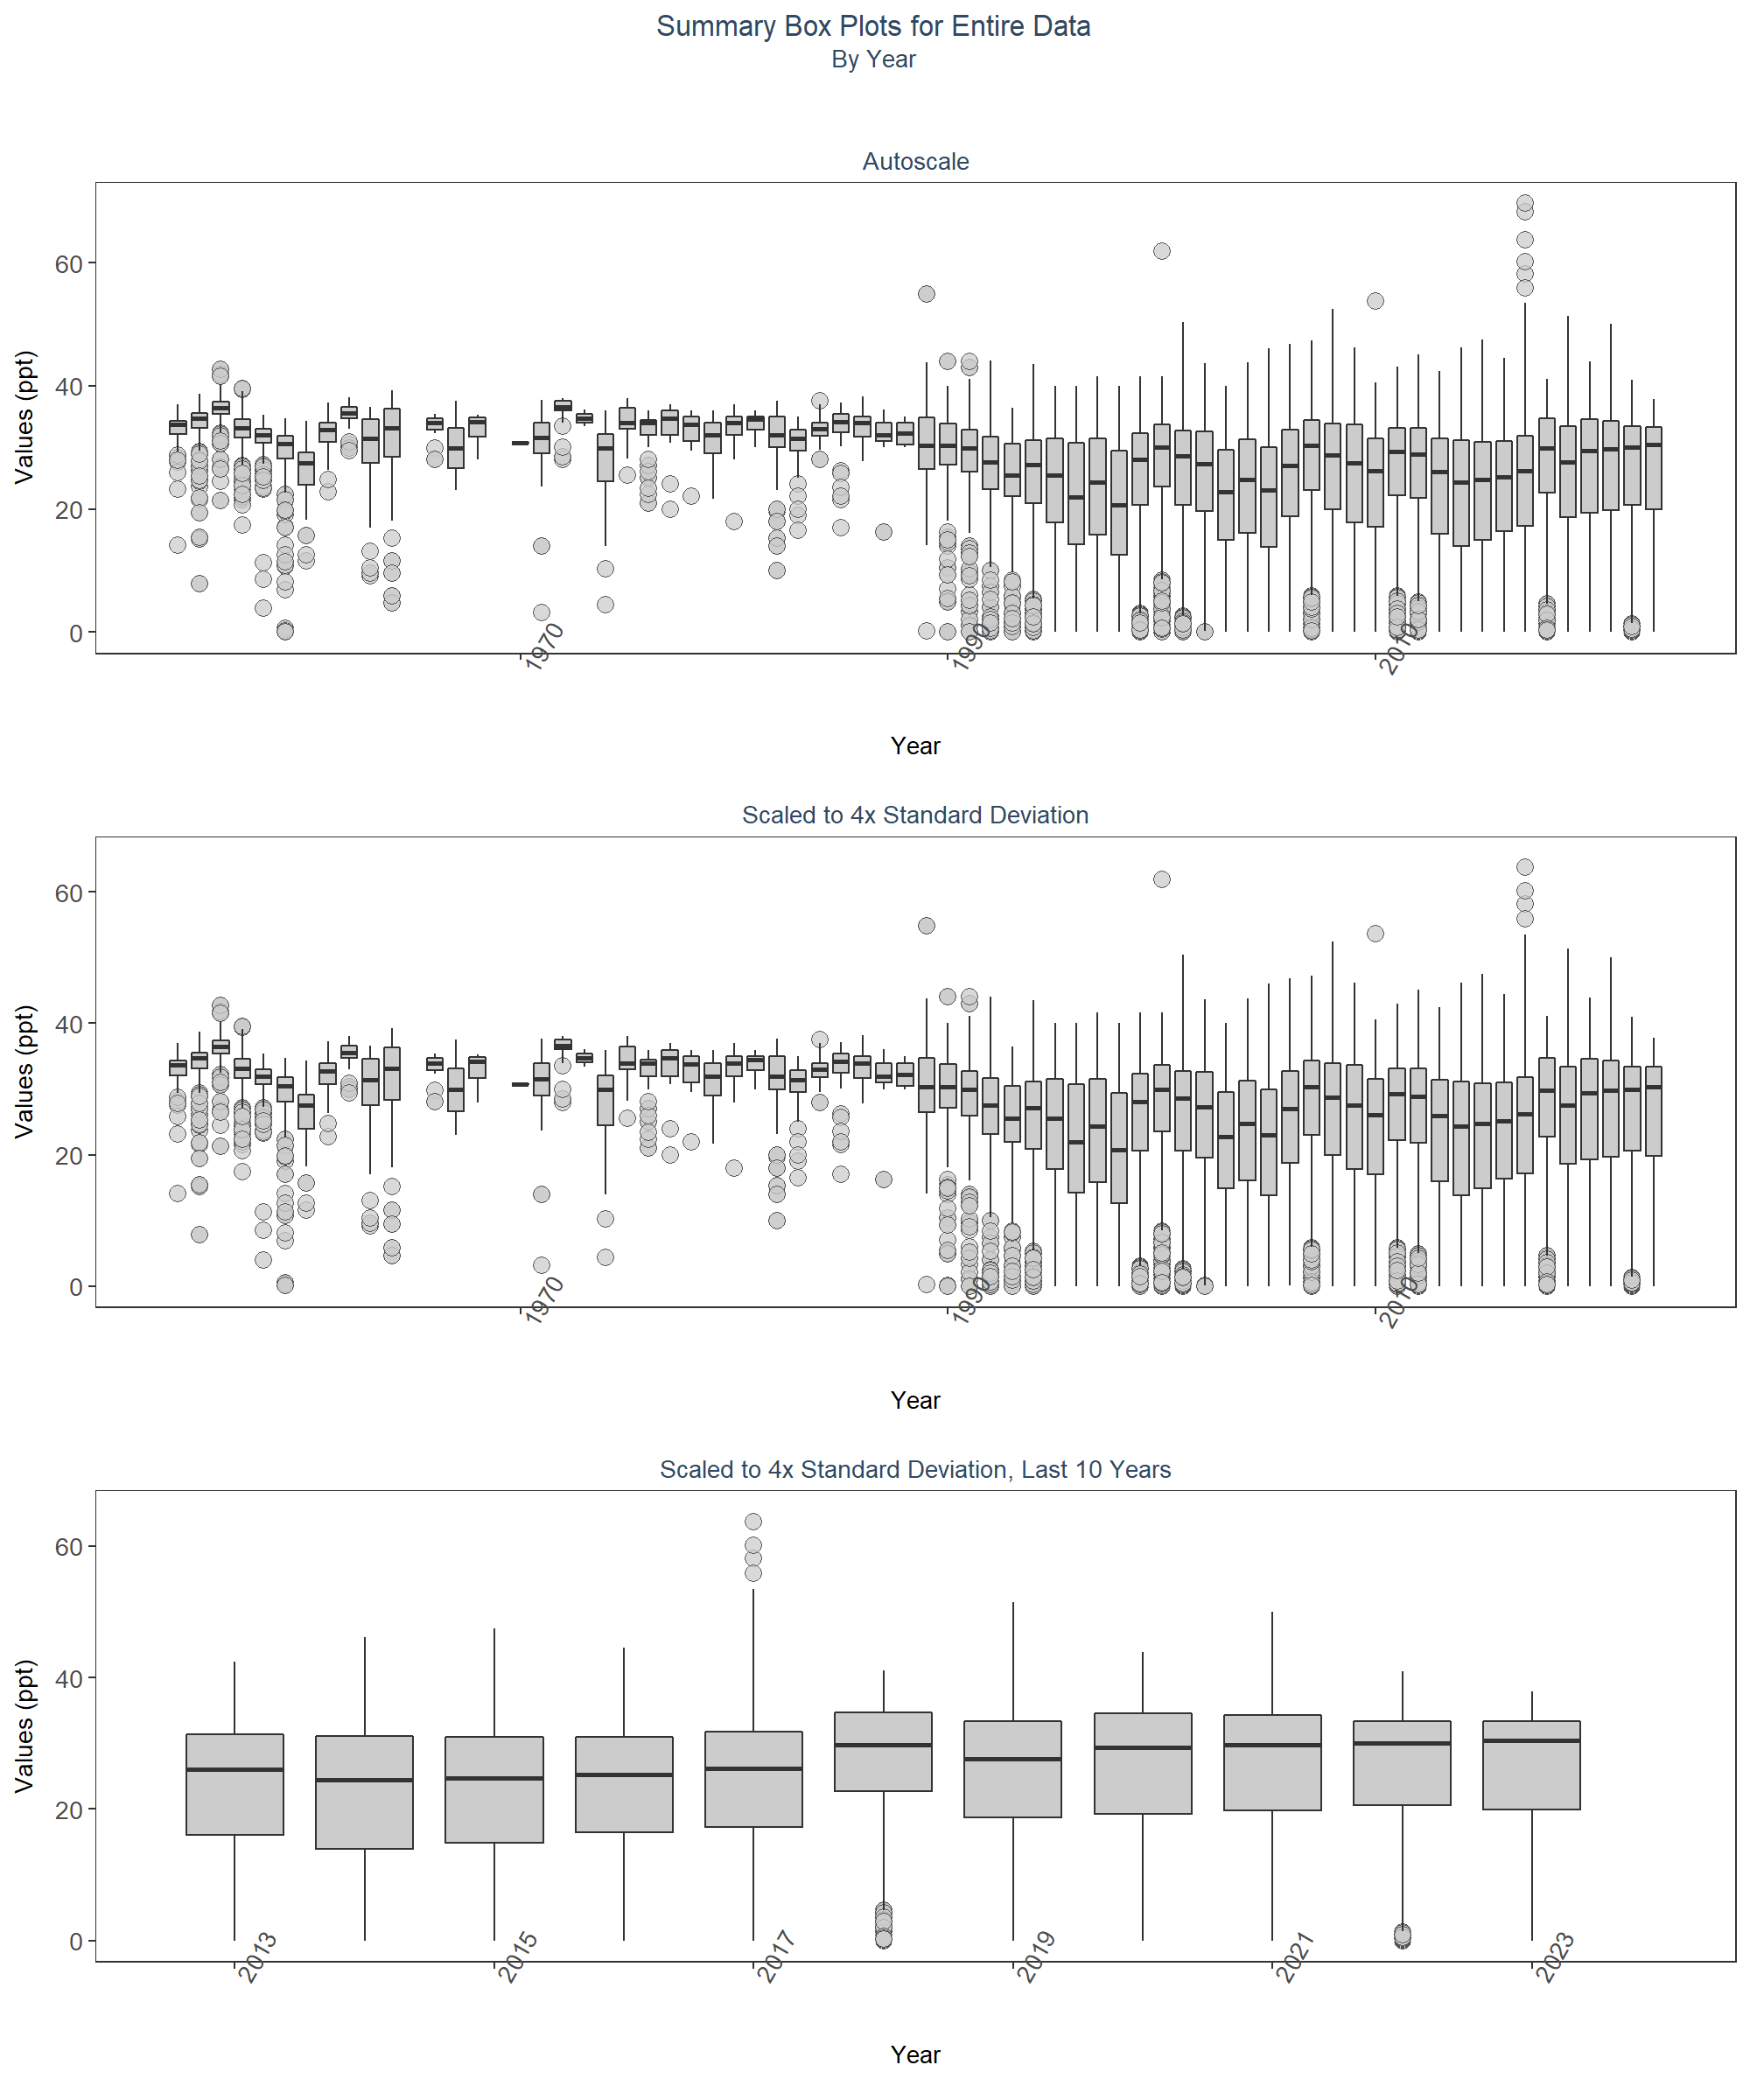 Summary Box Plots for Entire Data
By Year
Autoscale
Values (ppt)
60
40
20
0
1970
1990
2010
Year
Scaled to 4x Standard Deviation
Values (ppt)
60
40
20
0
1970
1990
2010
Year
Scaled to 4x Standard Deviation, Last 10 Years
Values (ppt)
60
40
20
0
2013
2015
2017
2019
2021
2023
Year